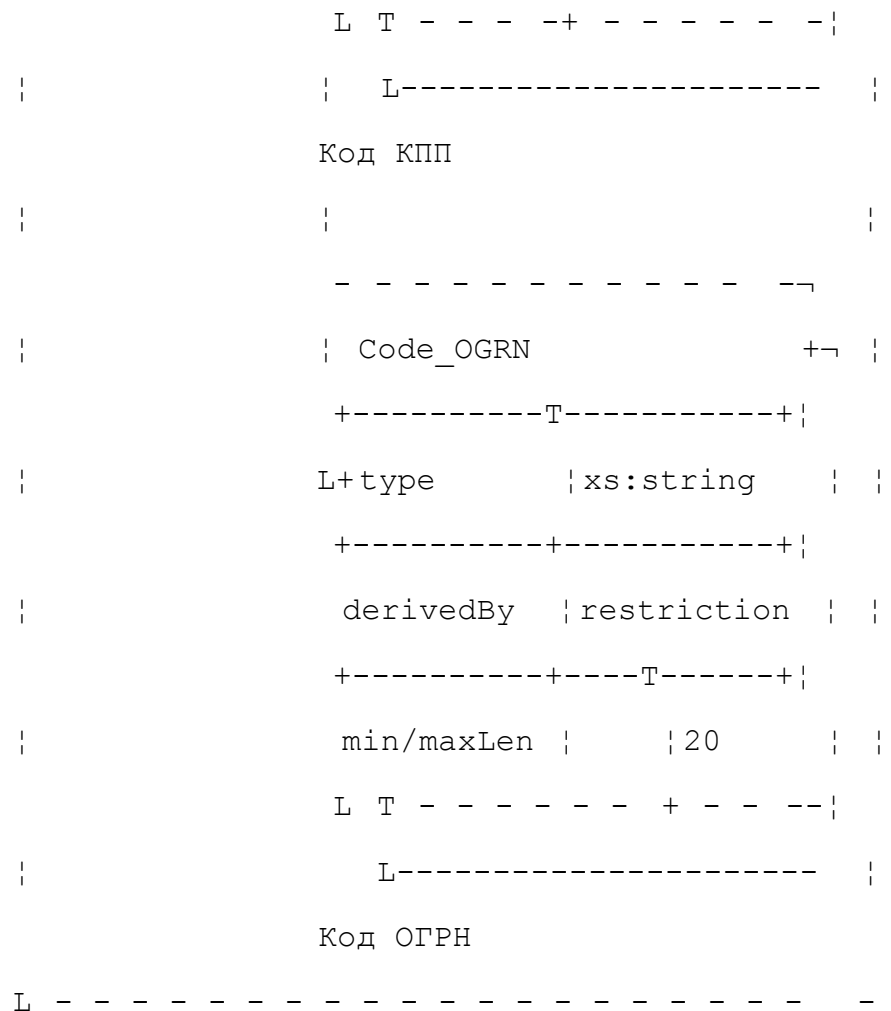 L T - - - -+ - - - - - -¦
¦ ¦ L---------------------- ¦
Код КПП
¦ ¦ ¦
- - - - - - - - - - - -¬
¦ ¦ Code_OGRN +¬ ¦
+----------T-----------+¦
¦ L+type ¦xs:string ¦ ¦
+----------+-----------+¦
¦ derivedBy ¦restriction ¦ ¦
+----------+----T------+¦
¦ min/maxLen ¦ ¦20 ¦ ¦
L T - - - - - - + - - --¦
¦ L---------------------- ¦
Код ОГРН
L - - - - - - - - - - - - - - - - - - - - -